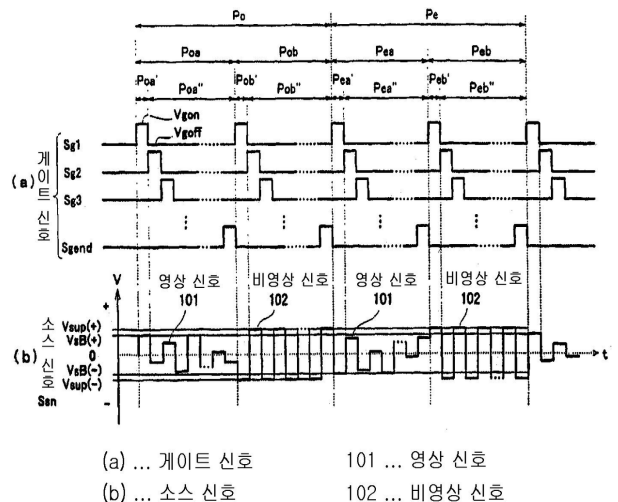 Po Pe
Poa Pob Pea Peb
Poa' Poa" Pob' Pob" Pea' Pea" Peb' Peb"
Vgon
Vgoff
(a) 게이트 신호
Sg1
Sg2
Sg3
Sgend
V
영상 신호 비영상 신호 영상 신호 비영상 신호
101 102 101 102
+
(b) 소스 신호
Vsup(+)
VsB(+)
0
t
VsB(-)
Vsup(-)
Ssn
-
(a) ... 게이트 신호 101 ... 영상 신호
(b) ... 소스 신호 102 ... 비영상 신호